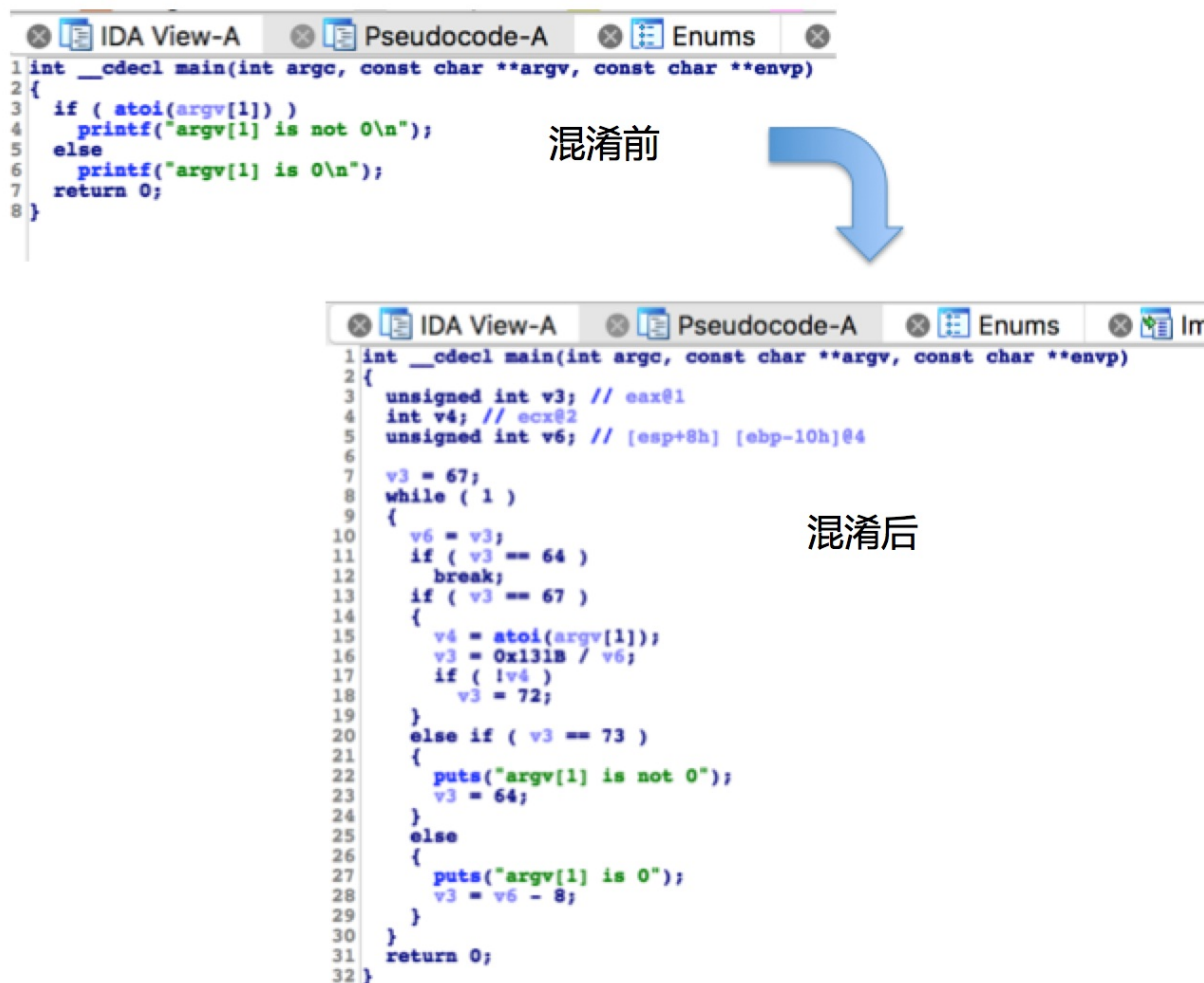 IDA View-A Pseudocode-A Enums
1 int __cdecl main(int argc, const char **argv, const char **envp)
2 {
3 if ( atoi(argv[1]) )
4 printf("argv[1] is not 0\n");
5 else
6 printf("argv[1] is 0\n");
7 return 0;
8 }
混淆前
IDA View-A Pseudocode-A Enums Im
1 int __cdecl main(int argc, const char **argv, const char **envp)
2 {
3 unsigned int v3; // eax@1
4 int v4; // ecx@2
5 unsigned int v6; // [esp+8h] [ebp-10h]@4
6
7 v3 = 67;
8 while ( 1 )
9 {
10 v6 = v3;
11 if ( v3 == 64 )
12 break;
13 if ( v3 == 67 )
14 {
15 v4 = atoi(argv[1]);
16 v3 = 0x131B / v6;
17 if ( !v4 )
18 v3 = 72;
19 }
20 else if ( v3 == 73 )
21 {
22 puts("argv[1] is not 0");
23 v3 = 64;
24 }
25 else
26 {
27 puts("argv[1] is 0");
28 v3 = v6 - 8;
29 }
30 }
31 return 0;
32 }
混淆后